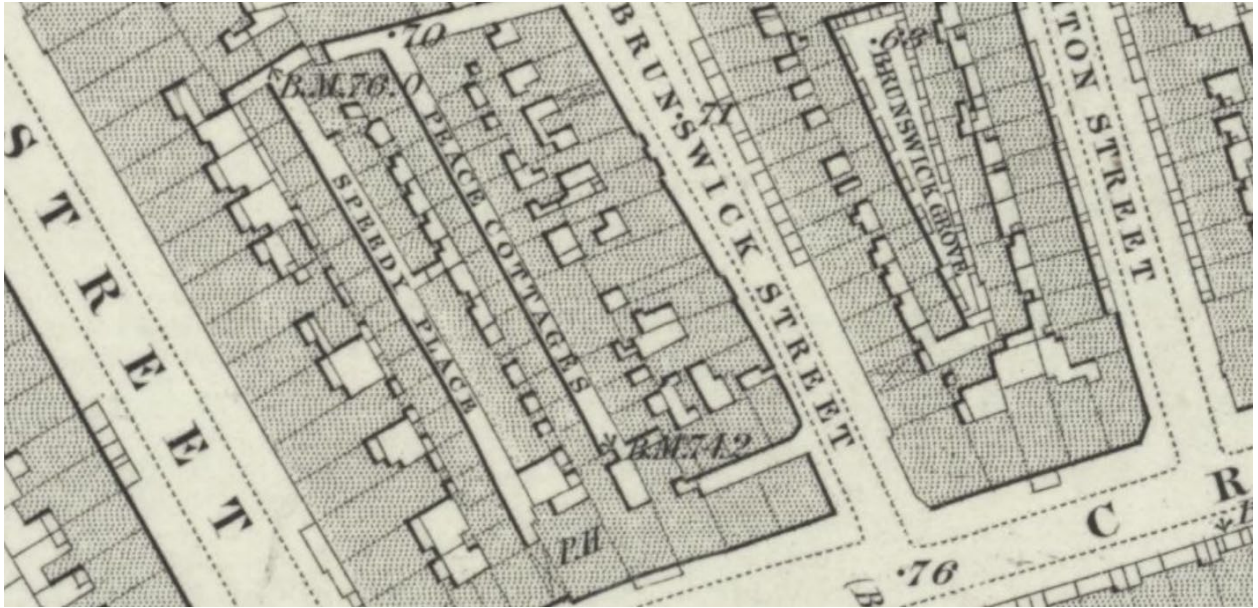 STREET
B.M.76.0
·70
SPEEDY PLACE
PEACE COTTAGES
BRUNSWICK STREET
·71
·68
BRUNSWICK GROVE
TON STREET
B.M.74.2
P.H
C R
·76
(B